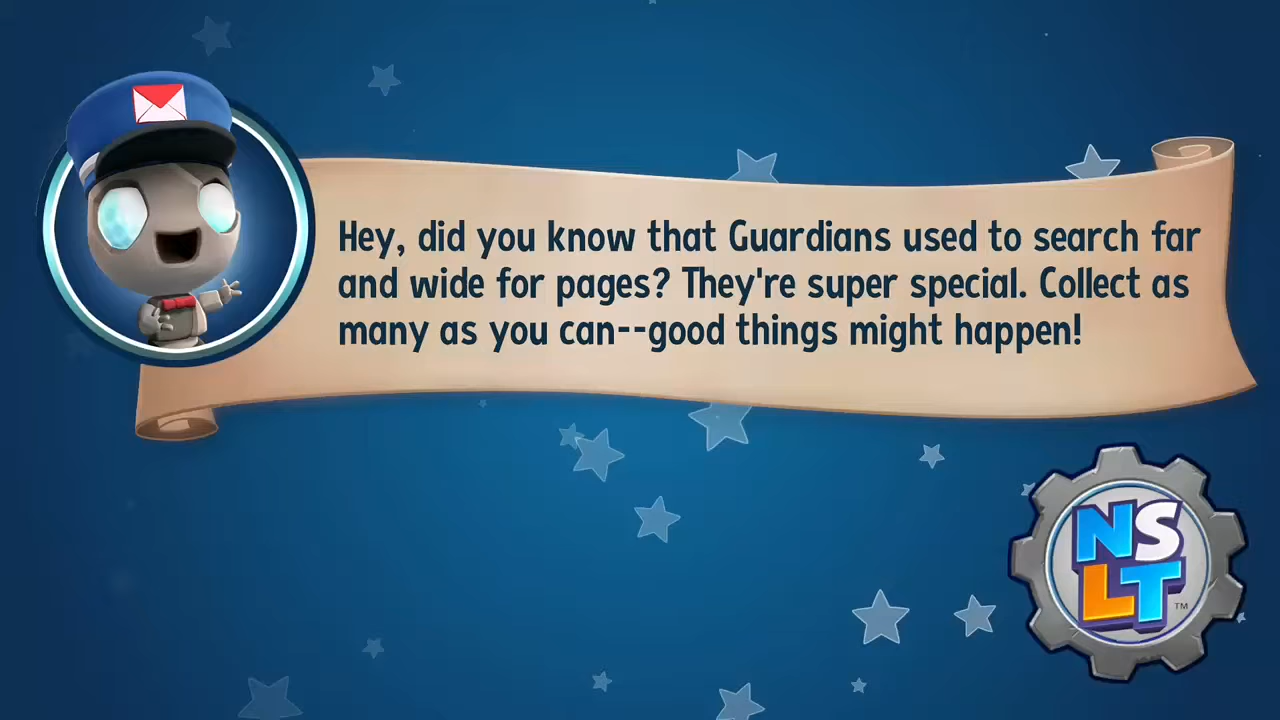 Hey, did you know that Guardians used to search far
and wide for pages? They're super special. Collect as
many as you can--good things might happen!
NS
LT
TM